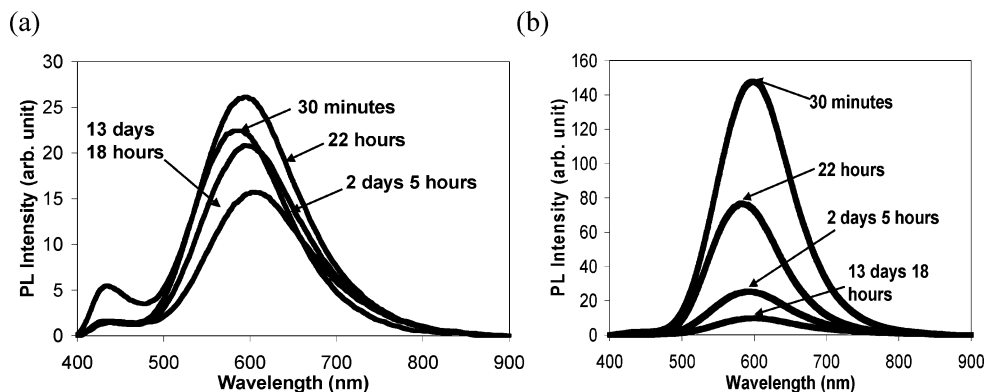 (a)
PL Intensity (arb. unit)
30
25
20
15
10
5
0
400
500
600
700
800
900
Wavelength (nm)
30 minutes
22 hours
13 days
18 hours
2 days 5 hours
(b)
PL Intensity (arb. unit)
160
140
120
100
80
60
40
20
0
400
500
600
700
800
900
Wavelength (nm)
30 minutes
22 hours
2 days 5 hours
13 days 18
hours